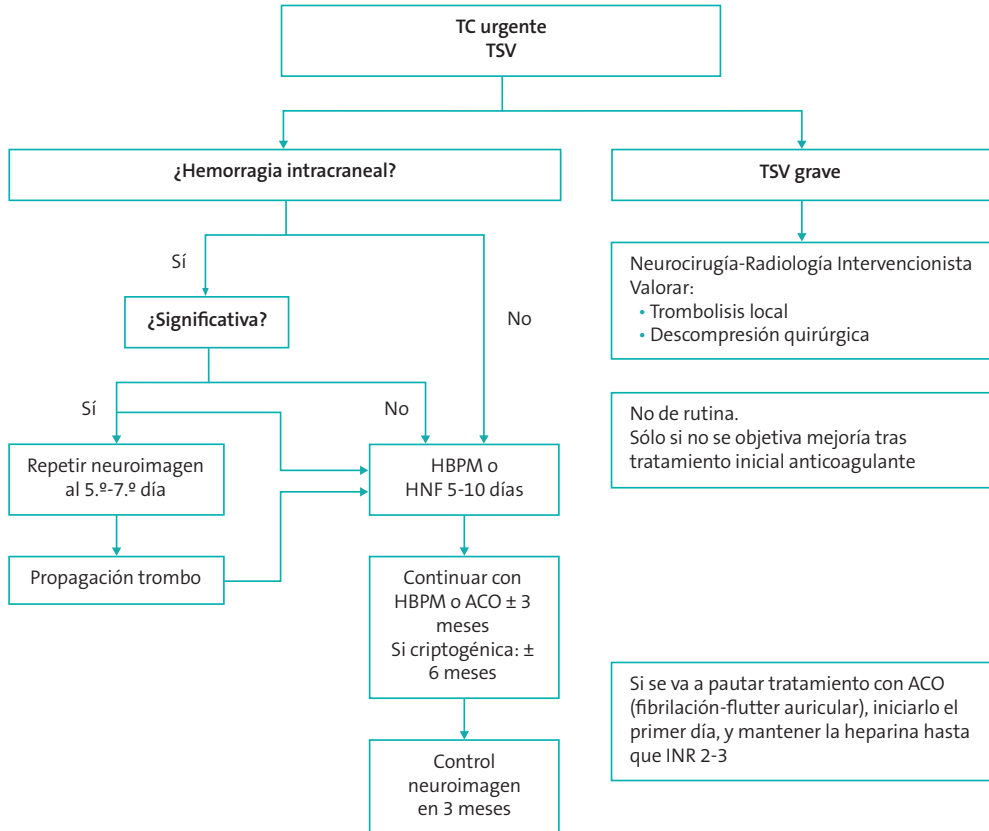 TC urgente
TSV
¿Hemorragia intracraneal?
TSV grave
Sí
No
¿Significativa?
Neurocirugía-Radiología Intervencionista
Valorar:
• Trombolisis local
• Descompresión quirúrgica
Sí
No
Repetir neuroimagen
al 5.º-7.º día
HBPM o
HNF 5-10 días
No de rutina.
Sólo si no se objetiva mejoría tras
tratamiento inicial anticoagulante
Propagación trombo
Continuar con
HBPM o ACO ± 3
meses
Si criptogénica: ±
6 meses
Si se va a pautar tratamiento con ACO
(fibrilación-flutter auricular), iniciarlo el
primer día, y mantener la heparina hasta
que INR 2-3
Control
neuroimagen
en 3 meses